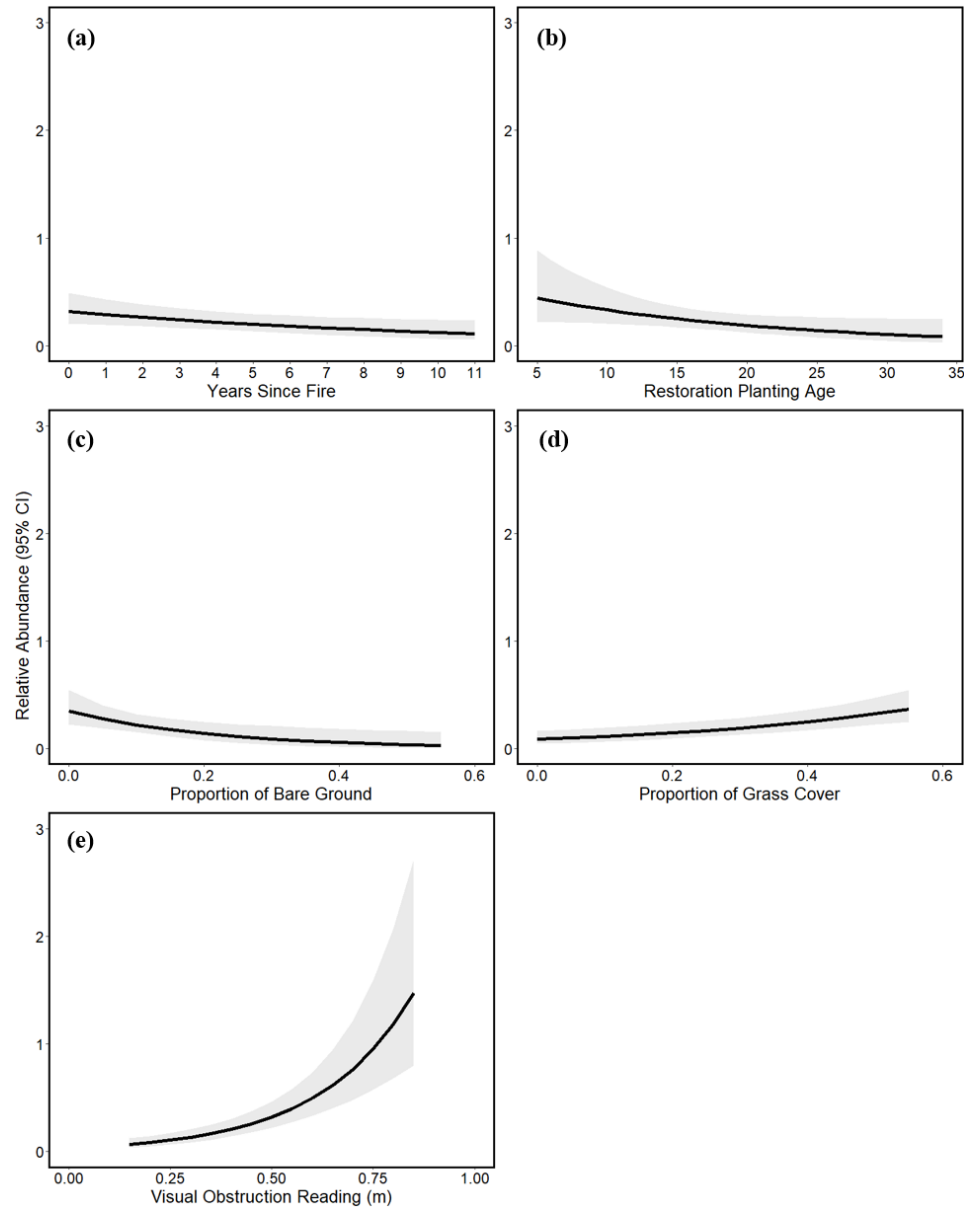 (a)
3
2
1
0
0 1 2 3 4 5 6 7 8 9 10 11
Years Since Fire
(b)
3
2
1
0
5 10 15 20 25 30 35
Restoration Planting Age
Relative Abundance (95% CI)
(c)
3
2
1
0
0.0 0.2 0.4 0.6
Proportion of Bare Ground
(d)
3
2
1
0
0.0 0.2 0.4 0.6
Proportion of Grass Cover
(e)
3
2
1
0
0.00 0.25 0.50 0.75 1.00
Visual Obstruction Reading (m)